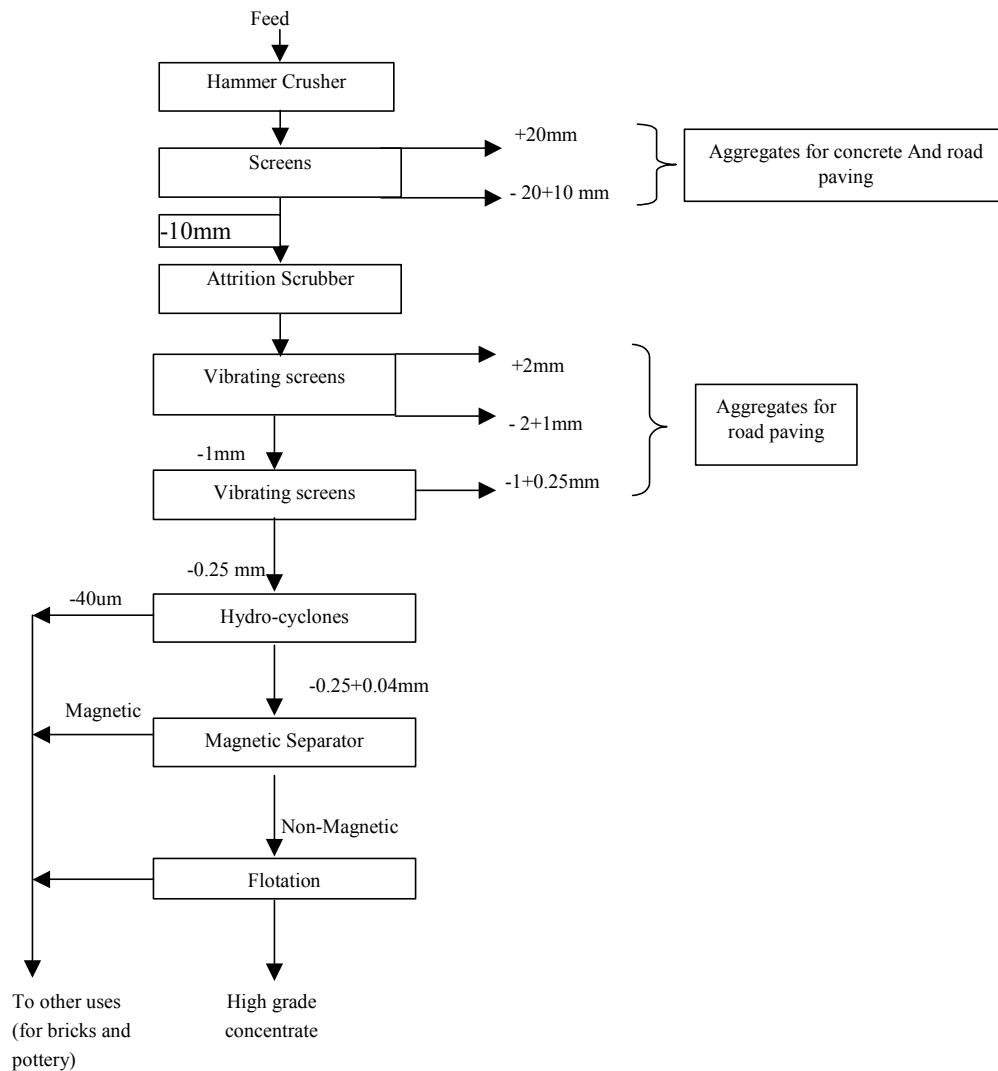 Feed
Hammer Crusher
+20mm
Screens
Aggregates for concrete And road
paving
- 20+10 mm
-10mm
Attrition Scrubber
+2mm
Vibrating screens
- 2+1mm
Aggregates for
road paving
-1mm
Vibrating screens
-1+0.25mm
-0.25 mm
-40um
Hydro-cyclones
-0.25+0.04mm
Magnetic
Magnetic Separator
Non-Magnetic
Flotation
To other uses
(for bricks and
pottery)
High grade
concentrate